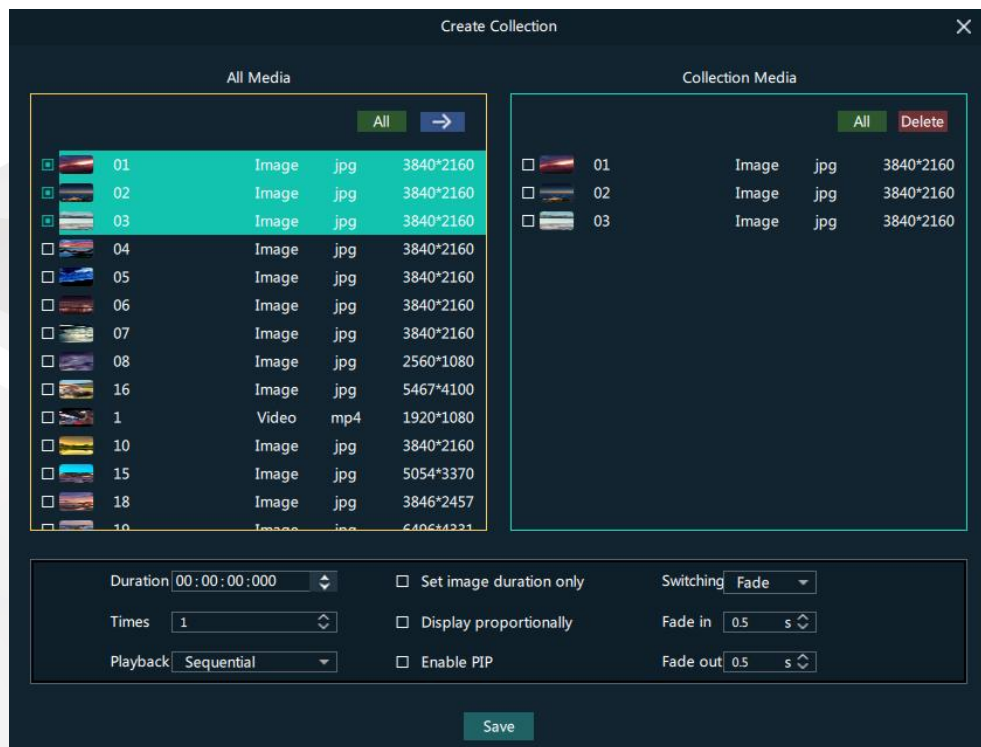 Create Collection
All Media
All
01 Image jpg 3840*2160
02 Image jpg 3840*2160
03 Image jpg 3840*2160
04 Image jpg 3840*2160
05 Image jpg 3840*2160
06 Image jpg 3840*2160
07 Image jpg 3840*2160
08 Image jpg 2560*1080
16 Image jpg 5467*4100
1 Video mp4 1920*1080
10 Image jpg 3840*2160
15 Image jpg 5054*3370
18 Image jpg 3846*2457
19 Image jpg 6496*4331
Collection Media
All Delete
01 Image jpg 3840*2160
02 Image jpg 3840*2160
03 Image jpg 3840*2160
Duration 00:00:00:000
Times 1
Playback Sequential
Set image duration only
Display proportionally
Enable PIP
Switching Fade
Fade in 0.5 s
Fade out 0.5 s
Save